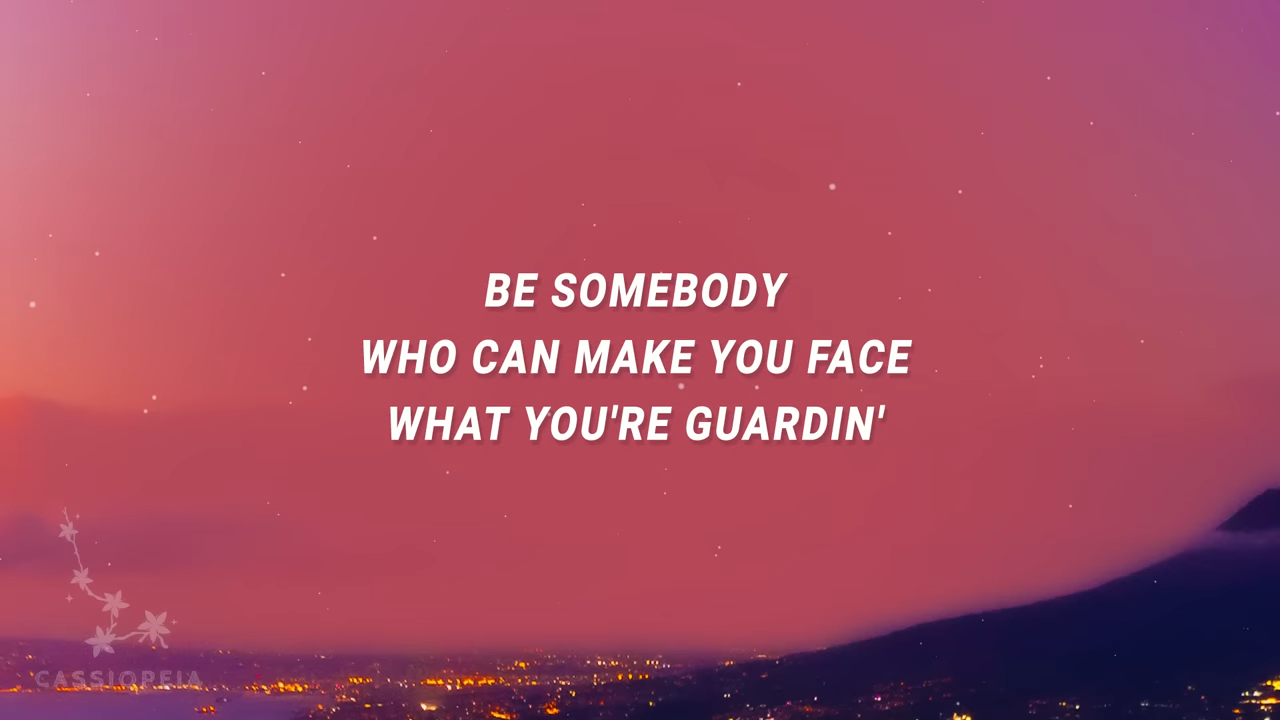 BE SOMEBODY
WHO CAN MAKE YOU FACE
WHAT YOU'RE GUARDIN'
CASSIOPEIA